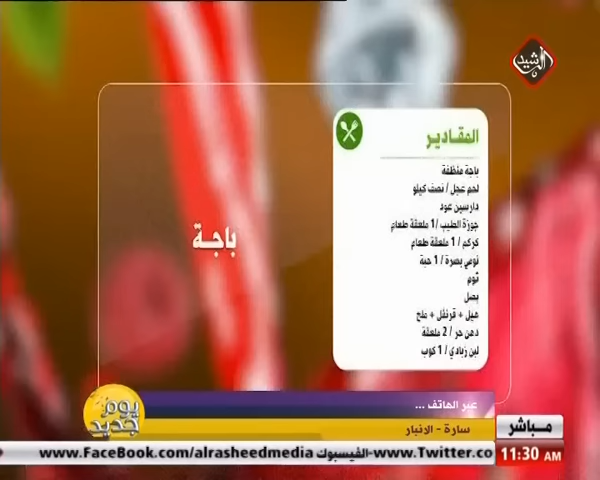 الرشيد
المقادير
باجة منظفة
لحم عجل / نصف كيلو
دارسين عود
جوزة الطيب / 1 ملعقة طعام
كركم / 1 ملعقة طعام
نومي بصرة / 1 حبة
ثوم
بصل
هيل + قرنفل + ملح
دهن حر / 2 ملعقة
لبن زبادي / 1 كوب
باجـة
يوم جديد
عبر الهاتف ...
سارة - الانبار
مباشر
www.FaceBook.com/alrasheedmedia الفيسبوك-www.Twitter.co
11:30 AM